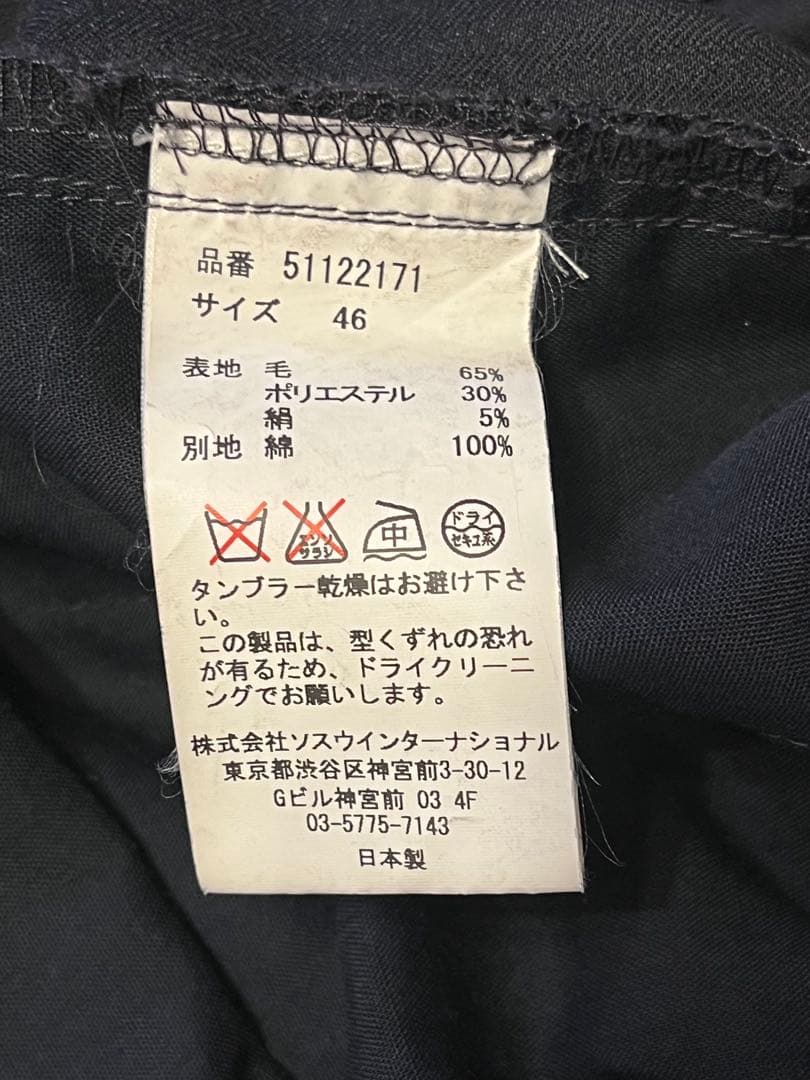 品番 51122171
サイズ 46
表地 毛 65%
ポリエステル 30%
絹 5%
別地 綿 100%
エンソ
サラシ
中
ドライ
セキユ系
タンブラー乾燥はお避け下さ
い。
この製品は、型くずれの恐れ
が有るため、ドライクリーニ
ングでお願いします。
株式会社ソスウインターナショナル
東京都渋谷区神宮前3-30-12
Gビル神宮前 03 4F
03-5775-7143
日本製